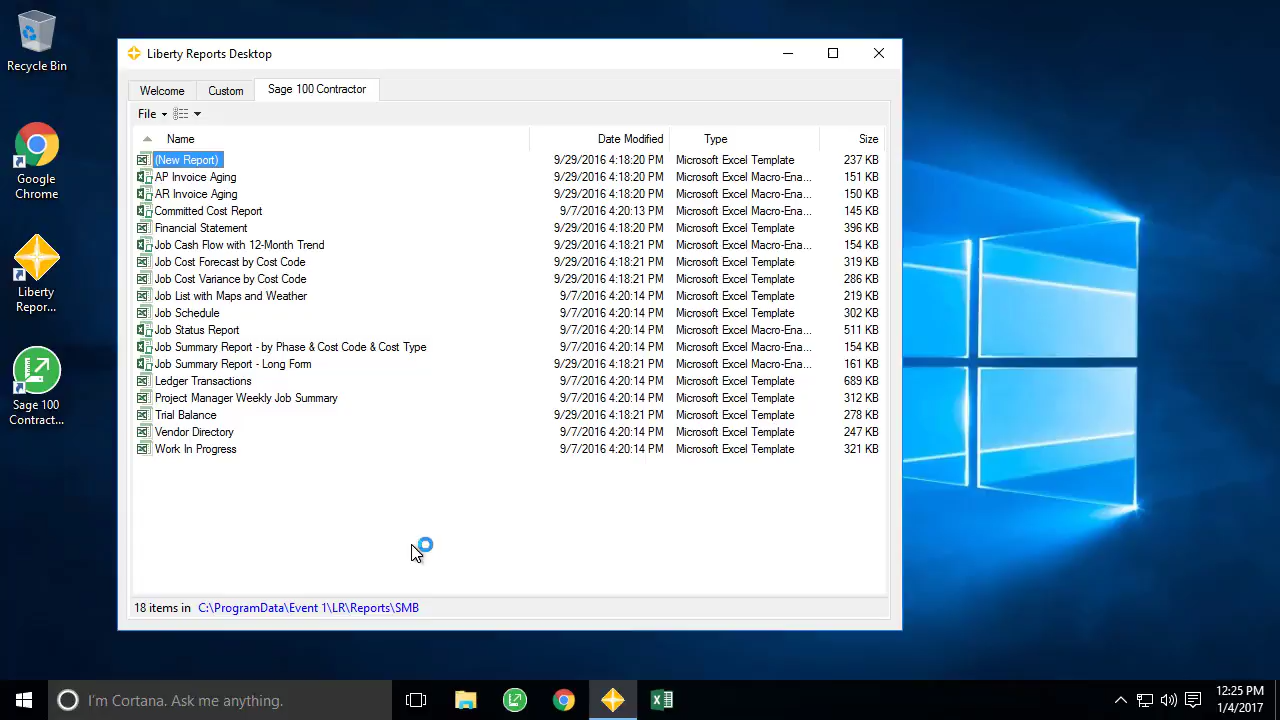 Recycle Bin
Google
Chrome
Liberty
Repor...
Sage 100
Contract...
Liberty Reports Desktop
Welcome Custom Sage 100 Contractor
File
Name Date Modified Type Size
(New Report) 9/29/2016 4:18:20 PM Microsoft Excel Template 237 KB
AP Invoice Aging 9/29/2016 4:18:20 PM Microsoft Excel Macro-Ena... 151 KB
AR Invoice Aging 9/29/2016 4:18:20 PM Microsoft Excel Macro-Ena... 150 KB
Committed Cost Report 9/7/2016 4:20:13 PM Microsoft Excel Macro-Ena... 145 KB
Financial Statement 9/29/2016 4:18:20 PM Microsoft Excel Template 396 KB
Job Cash Flow with 12-Month Trend 9/29/2016 4:18:21 PM Microsoft Excel Macro-Ena... 154 KB
Job Cost Forecast by Cost Code 9/29/2016 4:18:21 PM Microsoft Excel Template 319 KB
Job Cost Variance by Cost Code 9/29/2016 4:18:21 PM Microsoft Excel Template 286 KB
Job List with Maps and Weather 9/7/2016 4:20:14 PM Microsoft Excel Template 219 KB
Job Schedule 9/7/2016 4:20:14 PM Microsoft Excel Template 302 KB
Job Status Report 9/29/2016 4:18:21 PM Microsoft Excel Macro-Ena... 511 KB
Job Summary Report - by Phase & Cost Code & Cost Type 9/7/2016 4:20:14 PM Microsoft Excel Macro-Ena... 154 KB
Job Summary Report - Long Form 9/29/2016 4:18:21 PM Microsoft Excel Macro-Ena... 161 KB
Ledger Transactions 9/7/2016 4:20:14 PM Microsoft Excel Template 689 KB
Project Manager Weekly Job Summary 9/7/2016 4:20:14 PM Microsoft Excel Template 312 KB
Trial Balance 9/29/2016 4:18:21 PM Microsoft Excel Template 278 KB
Vendor Directory 9/7/2016 4:20:14 PM Microsoft Excel Template 247 KB
Work In Progress 9/7/2016 4:20:14 PM Microsoft Excel Template 321 KB
18 items in C:\ProgramData\Event 1\LR\Reports\SMB
I'm Cortana. Ask me anything.
12:25 PM
1/4/2017